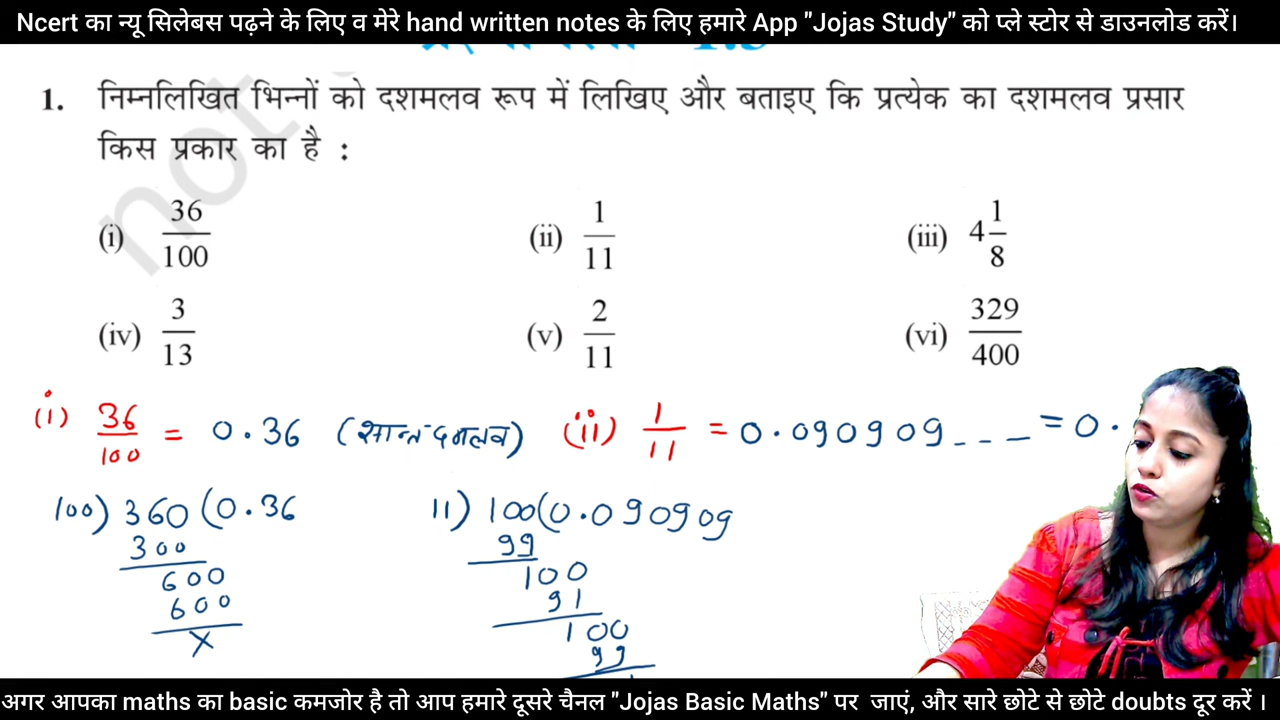 Ncert का न्यू सिलेबस पढ़ने के लिए व मेरे hand written notes के लिए हमारे App "Jojas Study" को प्ले स्टोर से डाउनलोड करें।
1. निम्नलिखित भिन्नों को दशमलव रूप में लिखिए और बताइए कि प्रत्येक का दशमलव प्रसार
किस प्रकार का है :
(i) 36/100 (ii) 1/11 (iii) 4 1/8
(iv) 3/13 (v) 2/11 (vi) 329/400
not
(i) 36/100 = 0.36 (सान्त दशमलव) (ii) 1/11 = 0.090909--- = 0.
100) 360 (0.36 11) 100(0.090909
300 99
600 100
600 91
x 100
99
अगर आपका maths का basic कमजोर है तो आप हमारे दूसरे चैनल "Jojas Basic Maths" पर जाएं, और सारे छोटे से छोटे doubts दूर करें ।